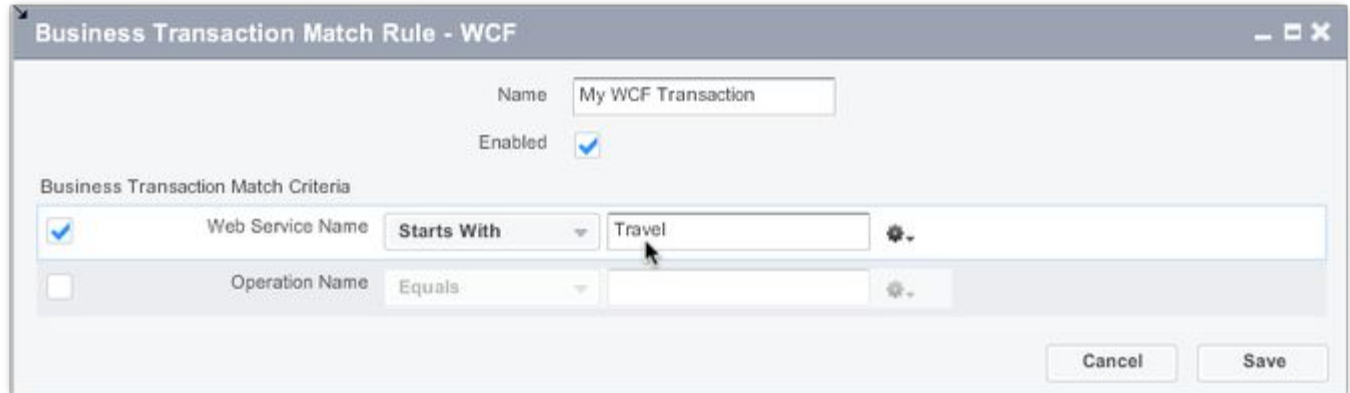 Business Transaction Match Rule - WCF
Name My WCF Transaction
Enabled
Business Transaction Match Criteria
Web Service Name Starts With Travel
Operation Name Equals
Cancel Save